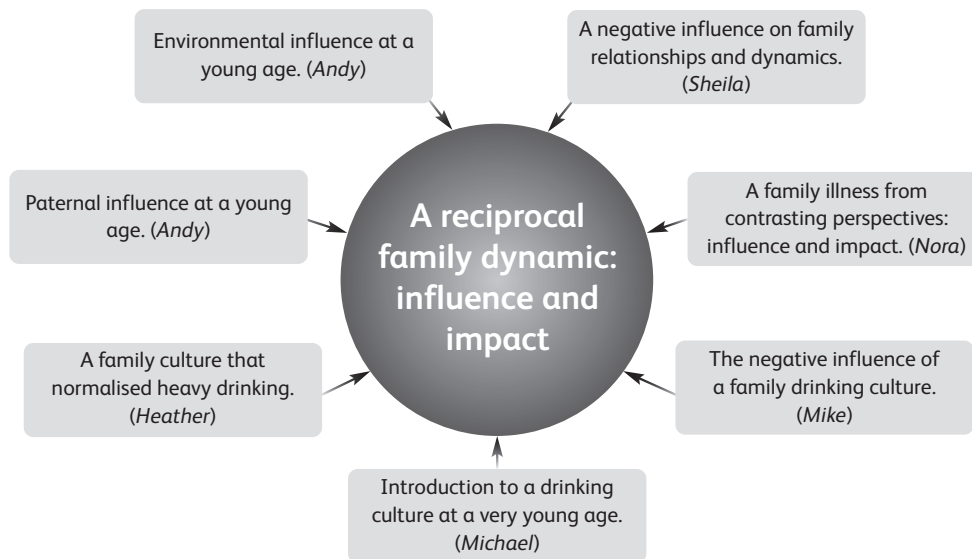 Environmental influence at a
young age. (Andy)
A negative influence on family
relationships and dynamics.
(Sheila)
Paternal influence at a young
age. (Andy)
A reciprocal
family dynamic:
influence and
impact
A family illness from
contrasting perspectives:
influence and impact. (Nora)
A family culture that
normalised heavy drinking.
(Heather)
The negative influence of
a family drinking culture.
(Mike)
Introduction to a drinking
culture at a very young age.
(Michael)